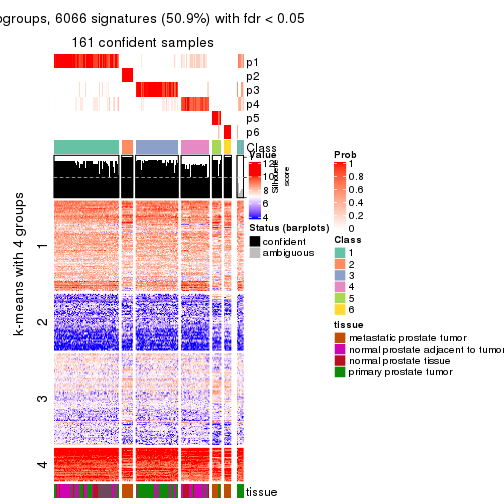 ogroups, 6066 signatures (50.9%) with fdr < 0.05
161 confident samples
p1
p2
p3
p4
p5
p6
Class
Silhouette score
k-means with 4 groups
1
2
3
4
tissue
Value
12
10
8
6
4
Status (barplots)
confident
ambiguous
Prob
1
0.8
0.6
0.4
0.2
0
Class
1
2
3
4
5
6
tissue
metastatic prostate tumor
normal prostate adjacent to tumor
normal prostate tissue
primary prostate tumor